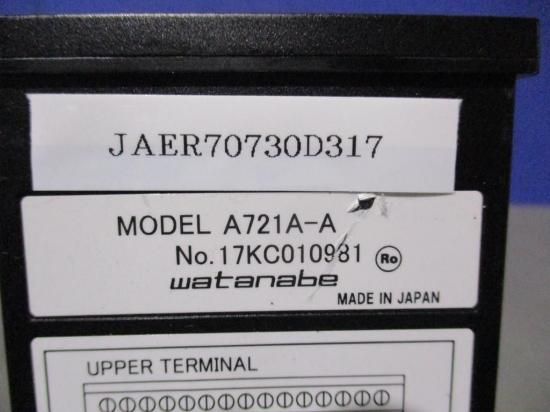 JAER70730D317
MODEL A721A-A
No.17KC010981 Ro
watanabe
MADE IN JAPAN
UPPER TERMINAL